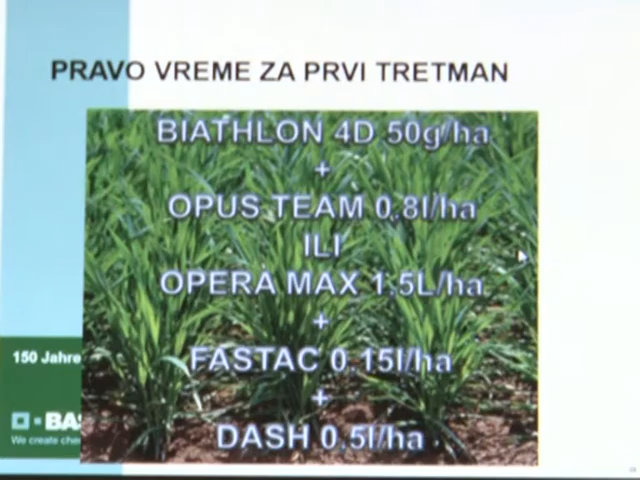 PRAVO VREME ZA PRVI TRETMAN
BIATHLON 4D 50g/ha
+
OPUS TEAM 0.8l/ha
ILI
OPERA MAX 1.5L/ha
+
FASTAC 0.15l/ha
+
DASH 0.5l/ha
150 Jahre
BAS
We create